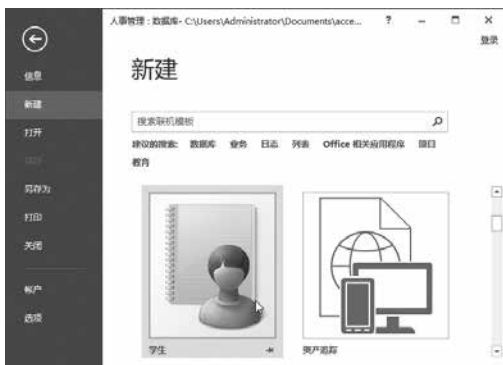 人事管理 : 数据库- C:\Users\Administrator\Documents\acce... ?
登录
信息
新建
打开
另存为
打印
关闭
帐户
选项
新建
搜索联机模板
建议的搜索: 数据库 业务 日志 列表 Office 相关应用程序 项目
教育
学生
资产追踪